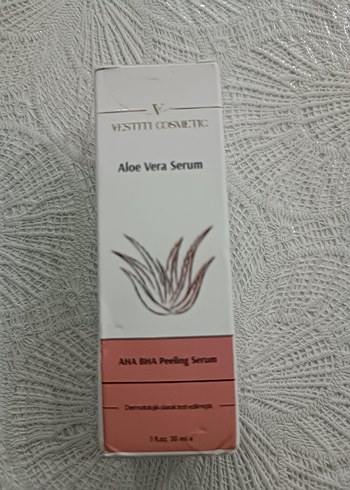 V
VESTITI COSMETIC
Aloe Vera Serum
AHA BHA Peeling Serum
Dermatolojik olarak test edilmiştir.
1 fl.oz. 30 ml e